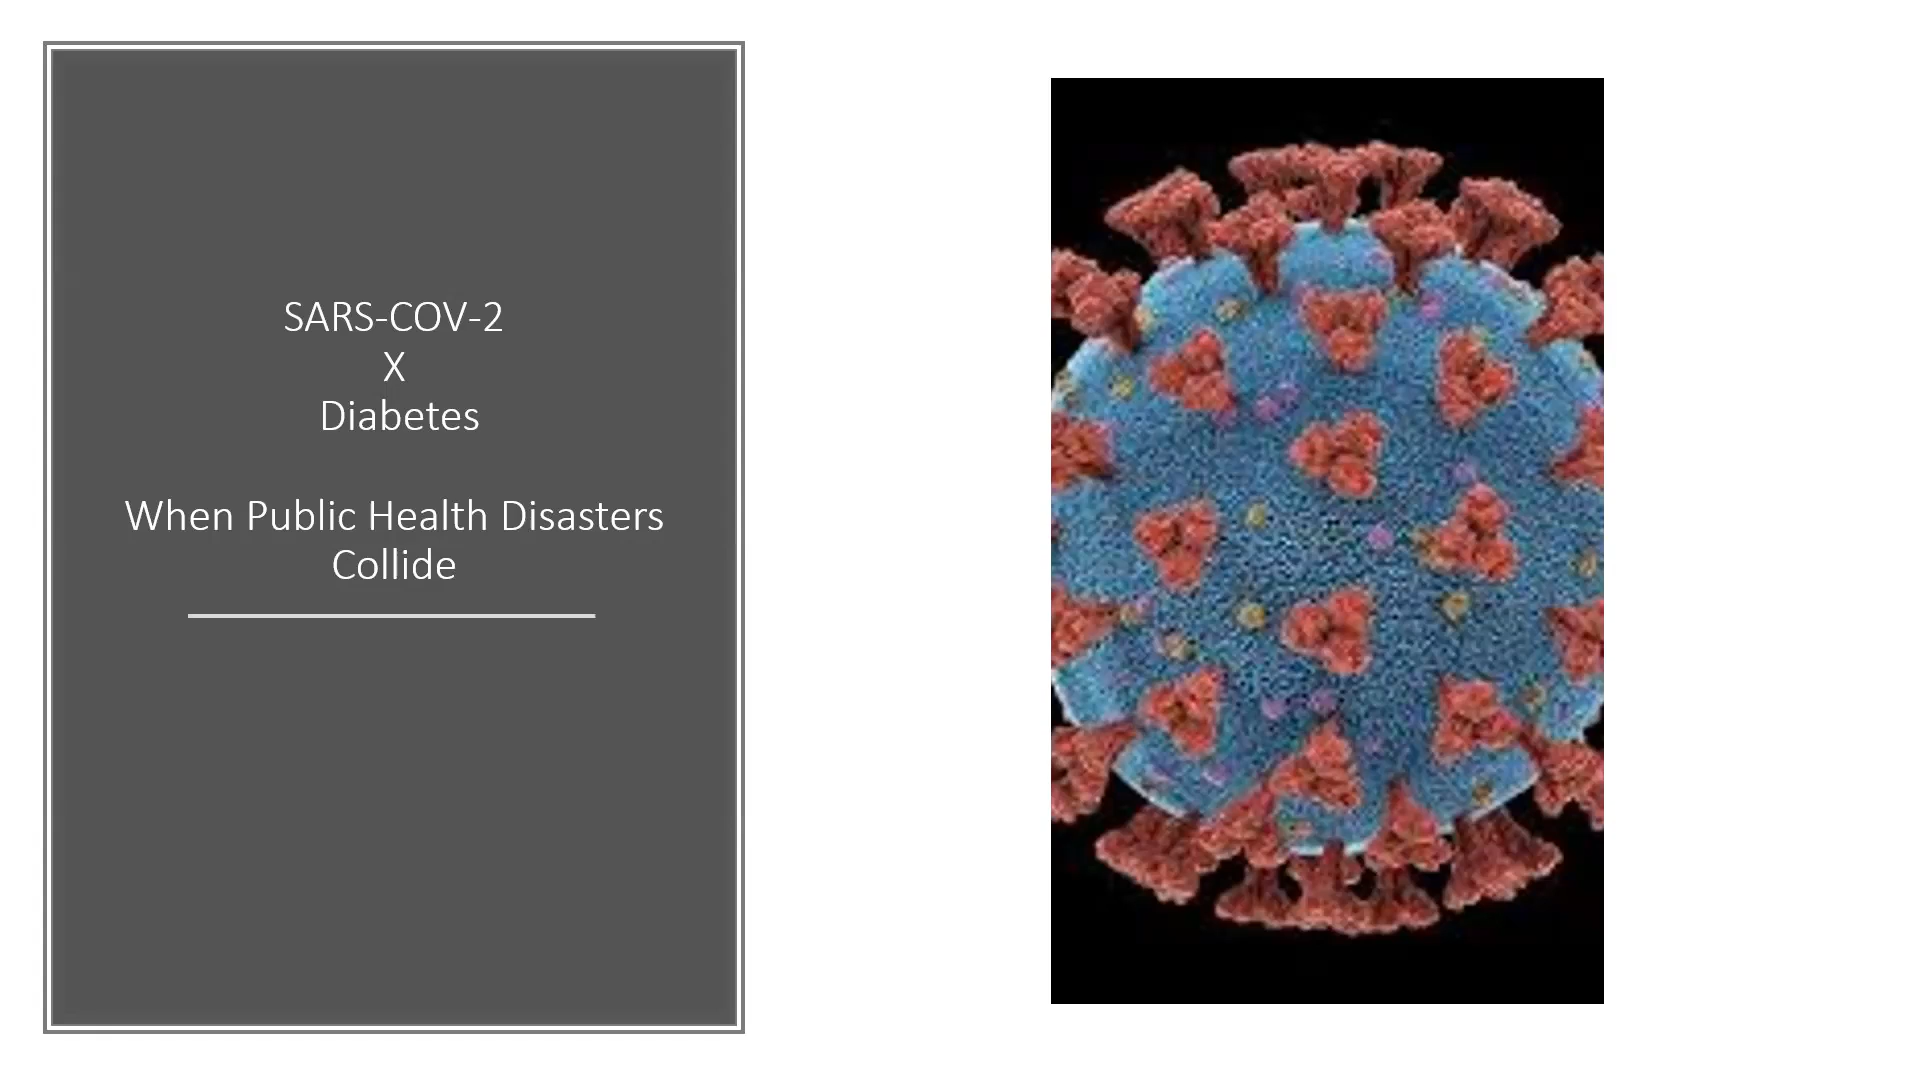 SARS-COV-2
X
Diabetes
When Public Health Disasters
Collide